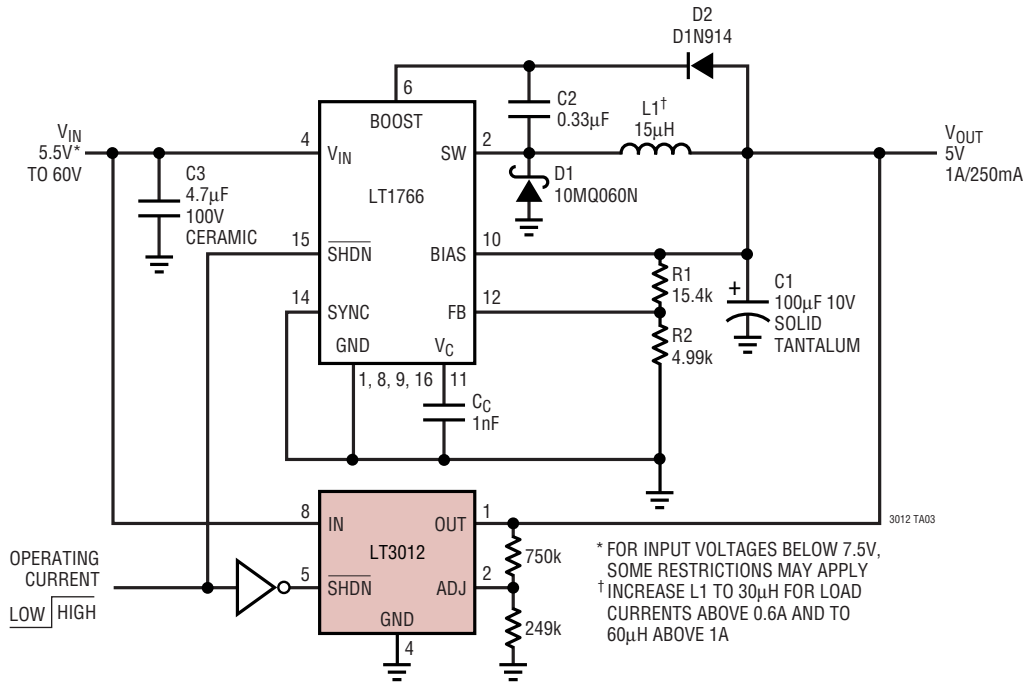 D2
D1N914
6
BOOST
C2
0.33µF
L1†
15µH
VIN
5.5V*
TO 60V
4
VIN
SW
2
VOUT
5V
1A/250mA
C3
4.7µF
100V
CERAMIC
LT1766
D1
10MQ060N
15
SHDN
BIAS
10
R1
15.4k
C1
100µF 10V
SOLID
TANTALUM
+
14
SYNC
FB
12
R2
4.99k
GND
VC
1, 8, 9, 16
11
CC
1nF
8
IN
OUT
1
3012 TA03
LT3012
750k
OPERATING
CURRENT
LOW HIGH
5
SHDN
ADJ
2
GND
4
249k
* FOR INPUT VOLTAGES BELOW 7.5V,
SOME RESTRICTIONS MAY APPLY
† INCREASE L1 TO 30µH FOR LOAD
CURRENTS ABOVE 0.6A AND TO
60µH ABOVE 1A